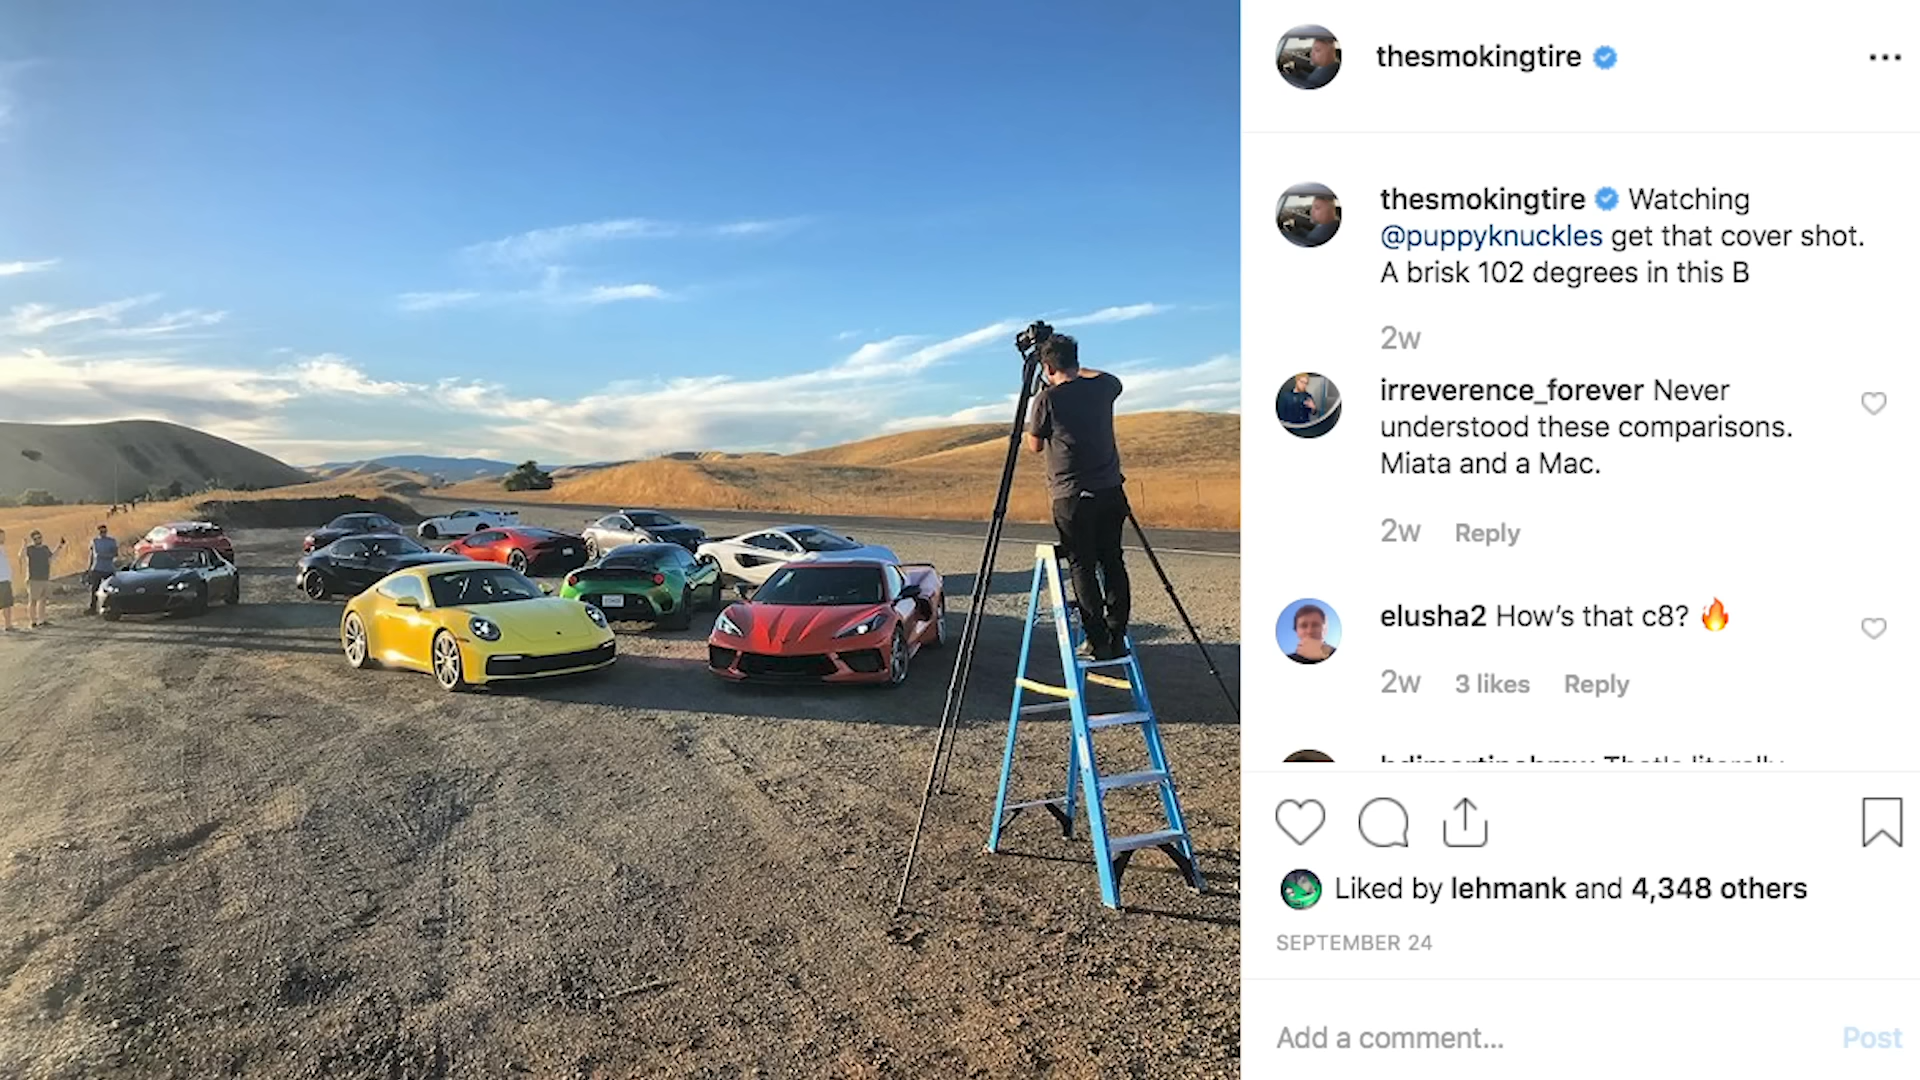 thesmokingtire
thesmokingtire Watching
@puppyknuckles get that cover shot.
A brisk 102 degrees in this B
2w
irreverence_forever Never
understood these comparisons.
Miata and a Mac.
2w Reply
elusha2 How's that c8? 🔥
2w 3 likes Reply
That's literally
Liked by lehmank and 4,348 others
SEPTEMBER 24
Add a comment...
Post